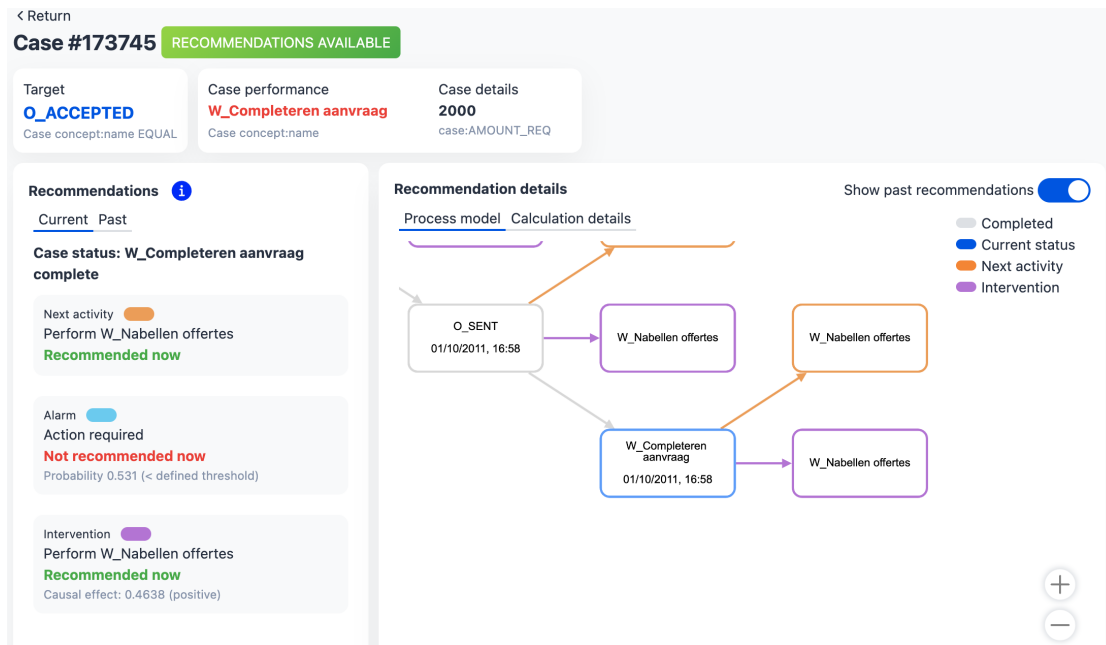 < Return
Case #173745 RECOMMENDATIONS AVAILABLE
Target
O_ACCEPTED
Case concept:name EQUAL
Case performance
W_Completeren aanvraag
Case concept:name
Case details
2000
case:AMOUNT_REQ
Recommendations i
Current Past
Case status: W_Completeren aanvraag
complete
Next activity
Perform W_Nabellen offertes
Recommended now
Alarm
Action required
Not recommended now
Probability 0.531 (< defined threshold)
Intervention
Perform W_Nabellen offertes
Recommended now
Causal effect: 0.4638 (positive)
Recommendation details
Show past recommendations
Process model Calculation details
Completed
Current status
Next activity
Intervention
O_SENT
01/10/2011, 16:58
W_Nabellen offertes
W_Nabellen offertes
W_Completeren
aanvraag
01/10/2011, 16:58
W_Nabellen offertes